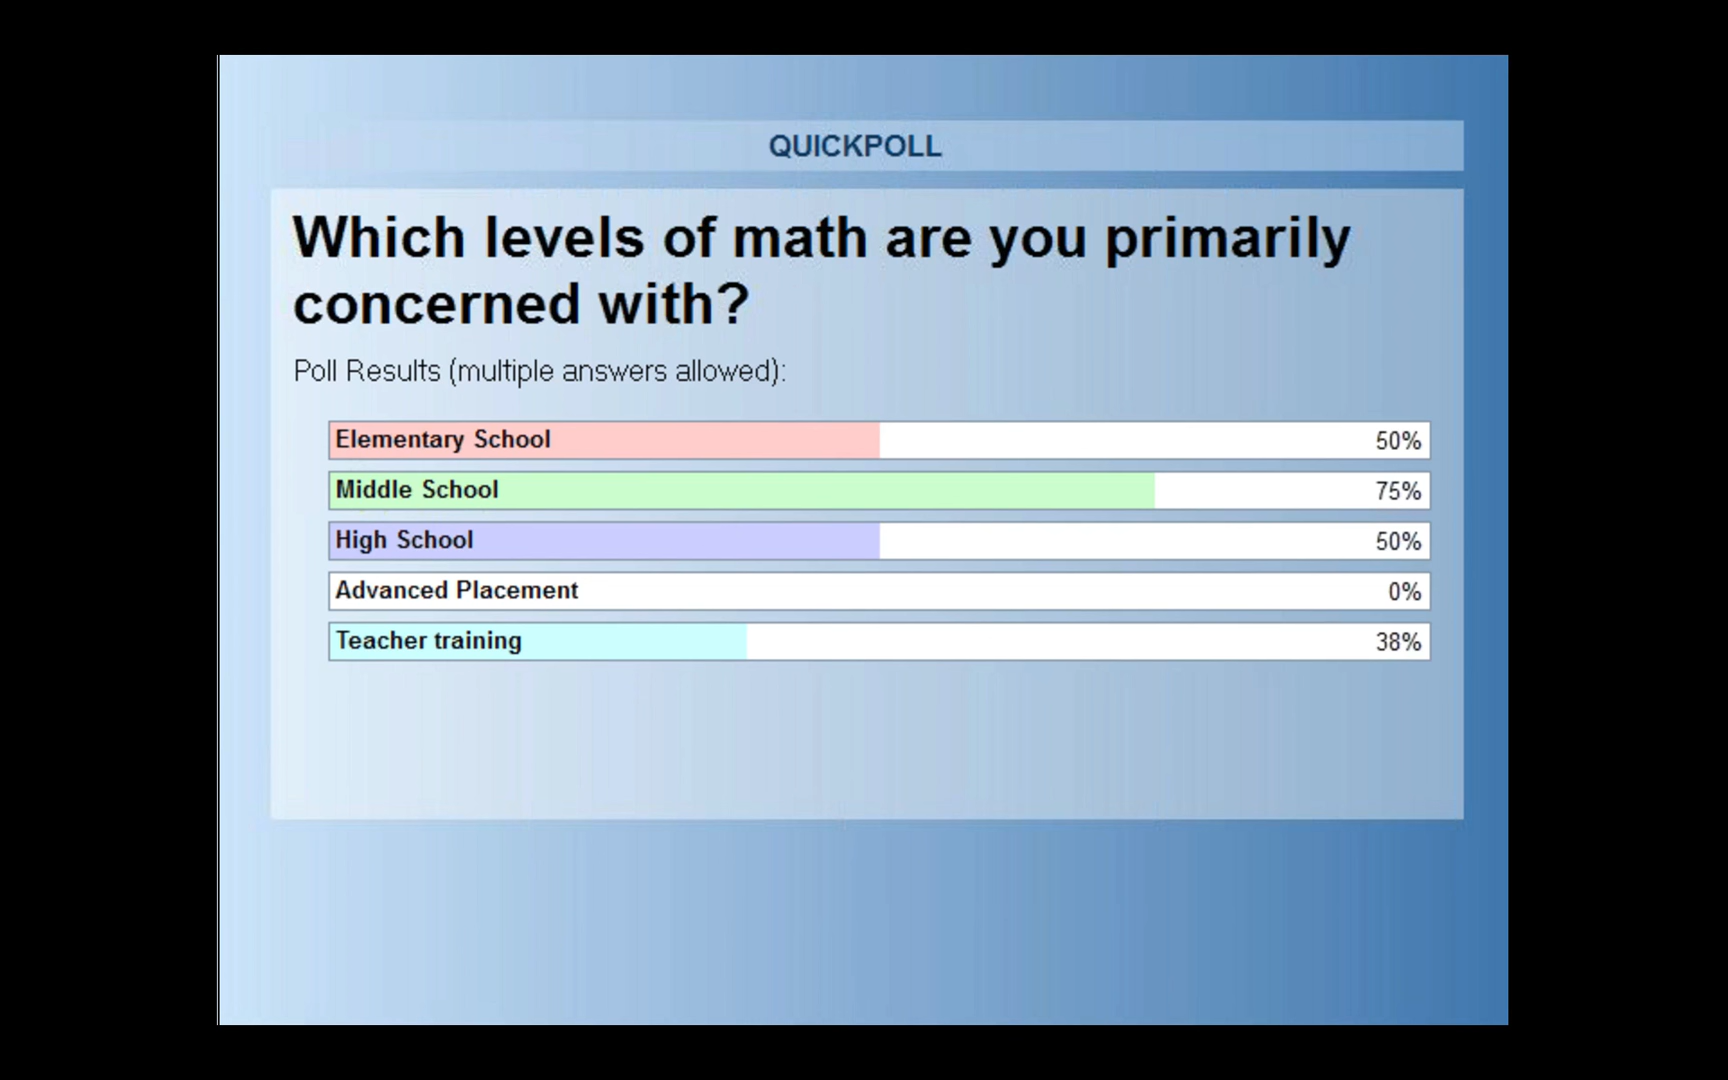 QUICKPOLL
Which levels of math are you primarily
concerned with?
Poll Results (multiple answers allowed):
Elementary School 50%
Middle School 75%
High School 50%
Advanced Placement 0%
Teacher training 38%